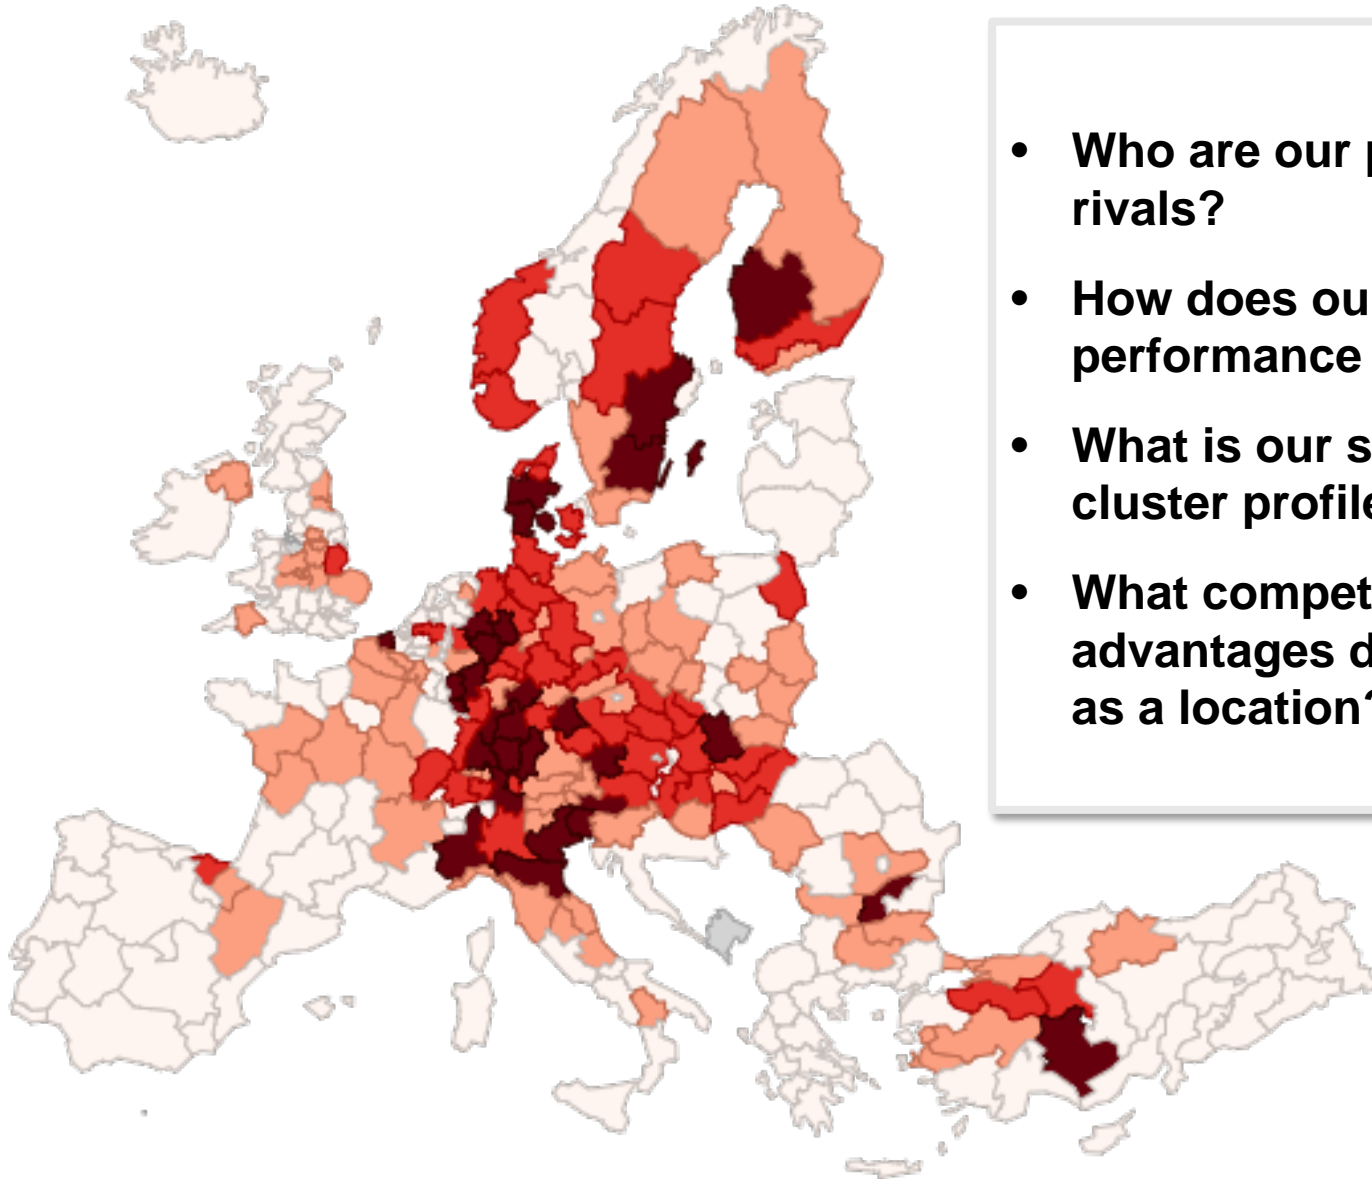 • Who are our
rivals?
• How does ou
performance
• What is our s
cluster profile
• What compet
advantages d
as a location?